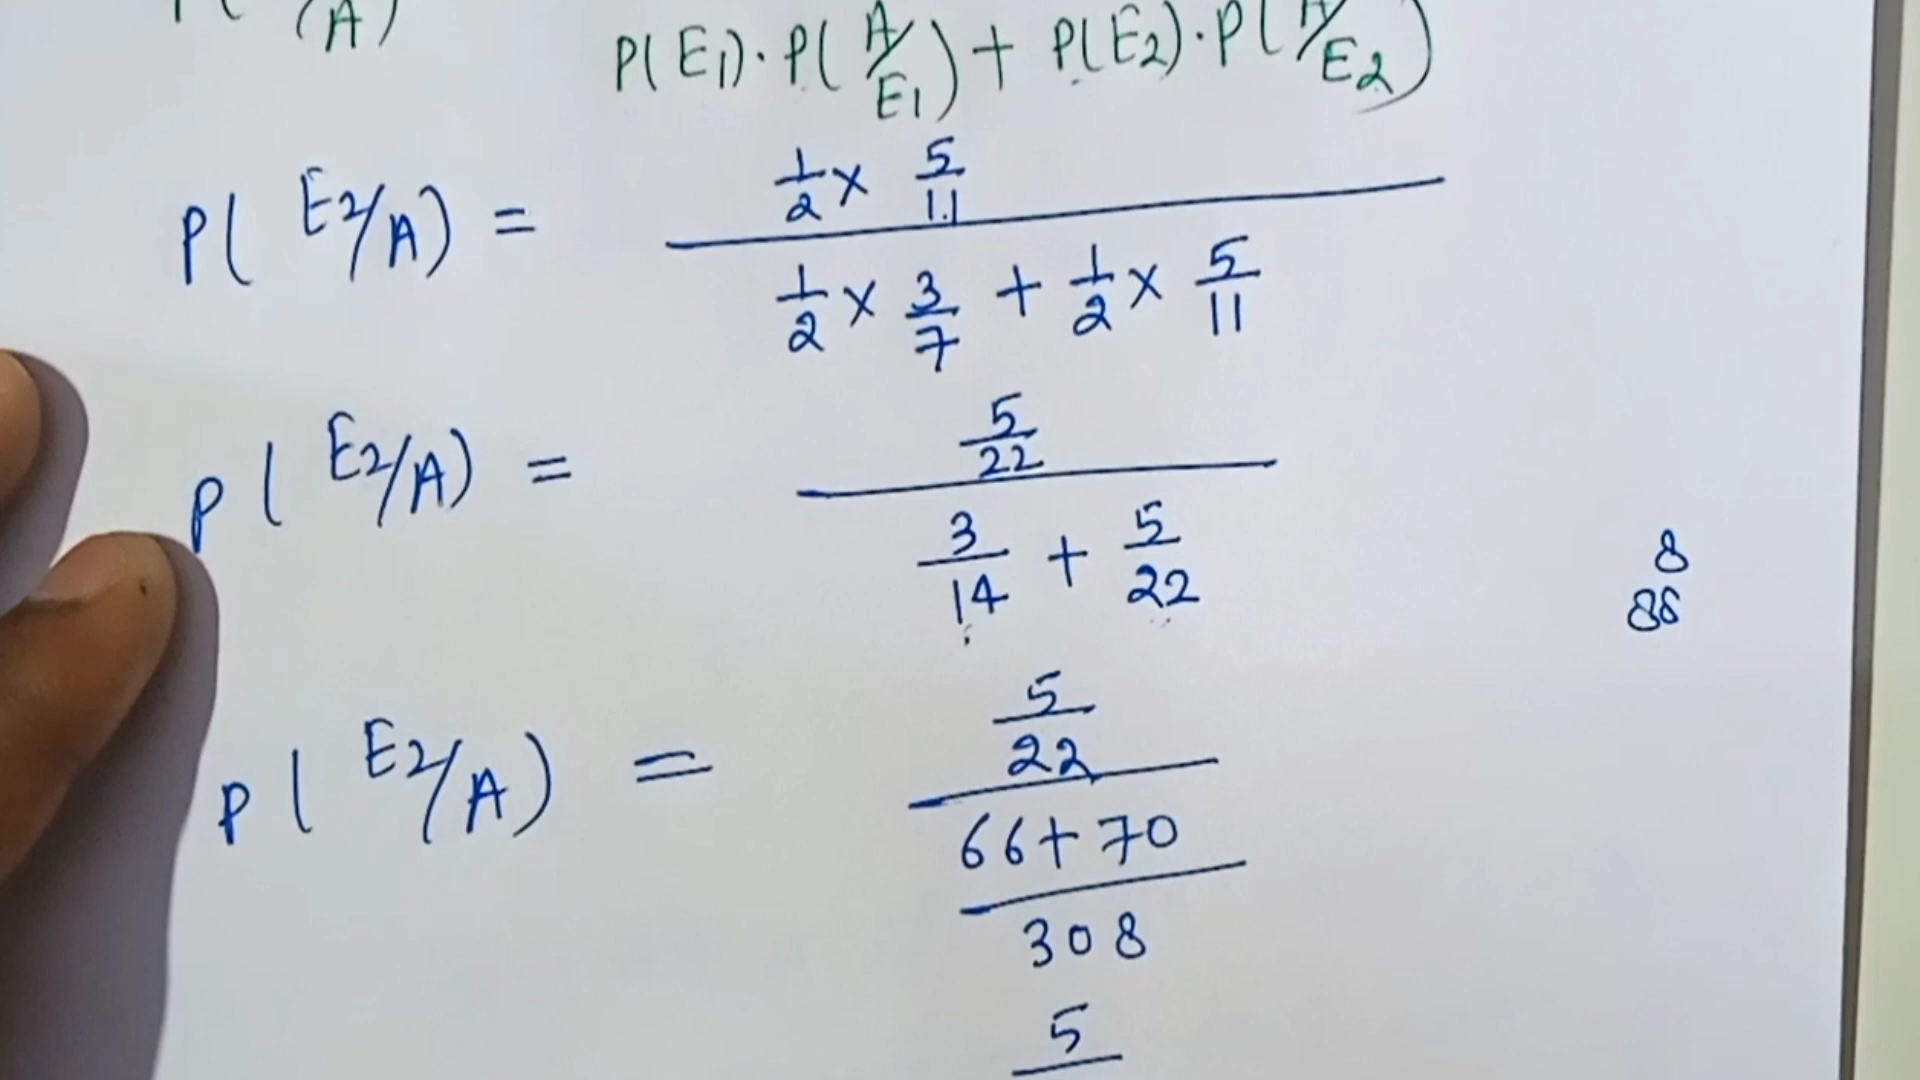 (A)
P(E1)·P(A/E1) + P(E2)·P(A/E2)
P(E2/A) = 1/2 × 5/11
1/2 × 3/7 + 1/2 × 5/11
P(E2/A) = 5/22
3/14 + 5/22
8
88
P(E2/A) = 5/22
66+70
308
5